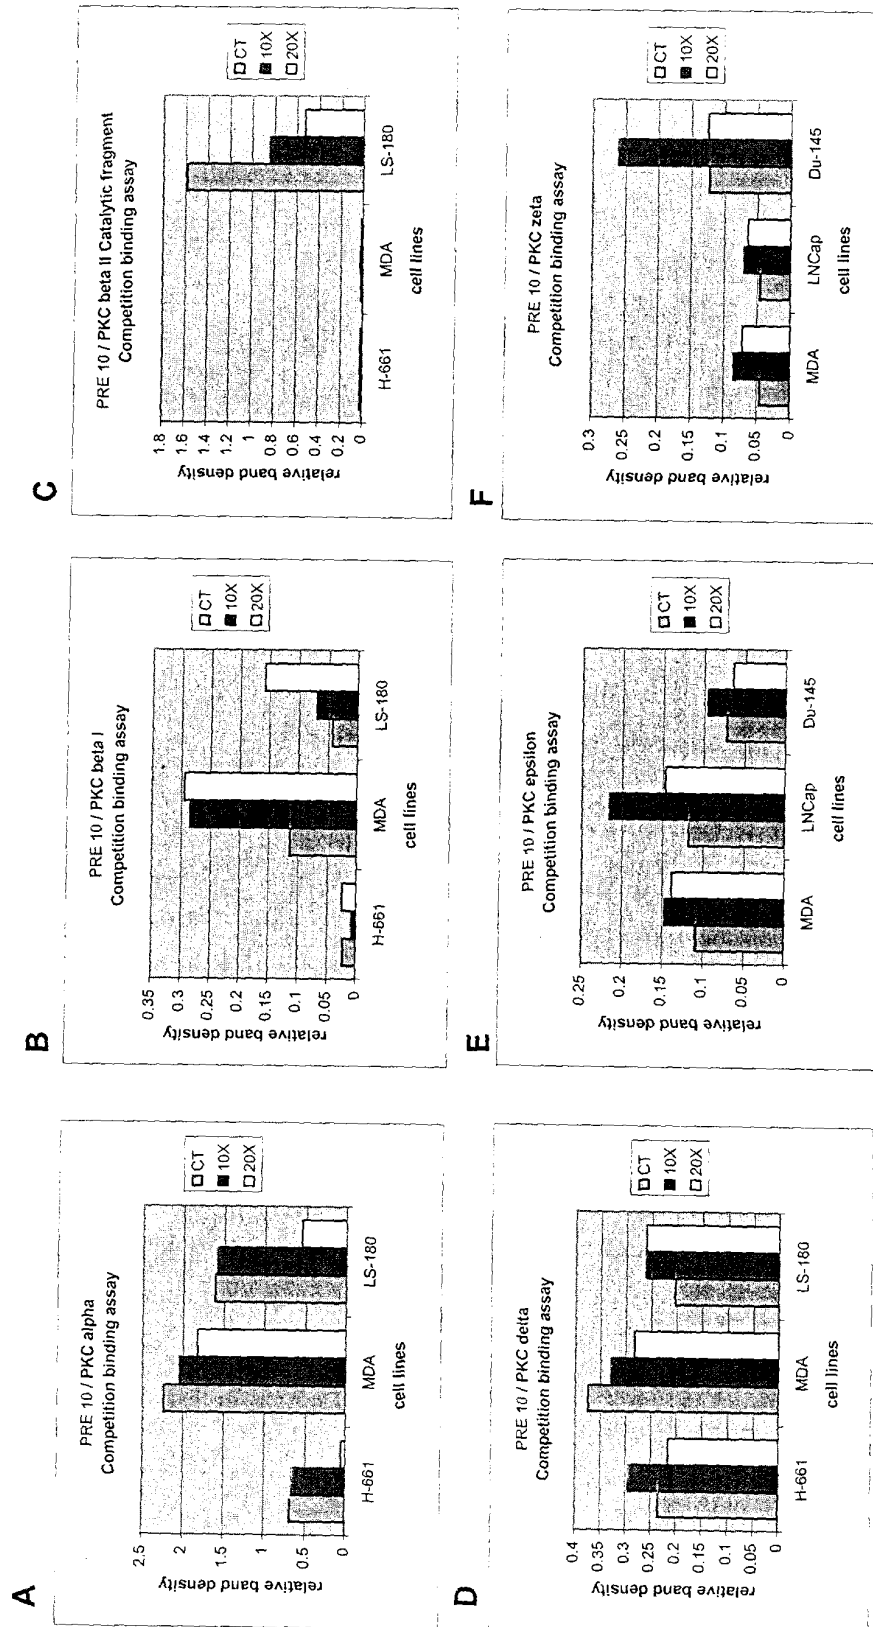 A
PRE 10 / PKC alpha
Competition binding assay
relative band density
2.5
2
1.5
1
0.5
0
H-661
MDA
LS-180
cell lines
CT
10X
20X
B
PRE 10 / PKC beta I
Competition binding assay
relative band density
0.35
0.3
0.25
0.2
0.15
0.1
0.05
0
H-661
MDA
LS-180
cell lines
CT
10X
20X
C
PRE 10 / PKC beta II Catalytic fragment
Competition binding assay
relative band density
1.8
1.6
1.4
1.2
1
0.8
0.6
0.4
0.2
0
H-661
MDA
LS-180
cell lines
CT
10X
20X
D
PRE 10 / PKC delta
Competition binding assay
relative band density
0.4
0.35
0.3
0.25
0.2
0.15
0.1
0.05
0
H-661
MDA
LS-180
cell lines
CT
10X
20X
E
PRE 10 / PKC epsilon
Competition binding assay
relative band density
0.25
0.2
0.15
0.1
0.05
0
MDA
LNCap
Du-145
cell lines
CT
10X
20X
F
PRE 10 / PKC zeta
Competition binding assay
relative band density
0.3
0.25
0.2
0.15
0.1
0.05
0
MDA
LNCap
Du-145
cell lines
CT
10X
20X